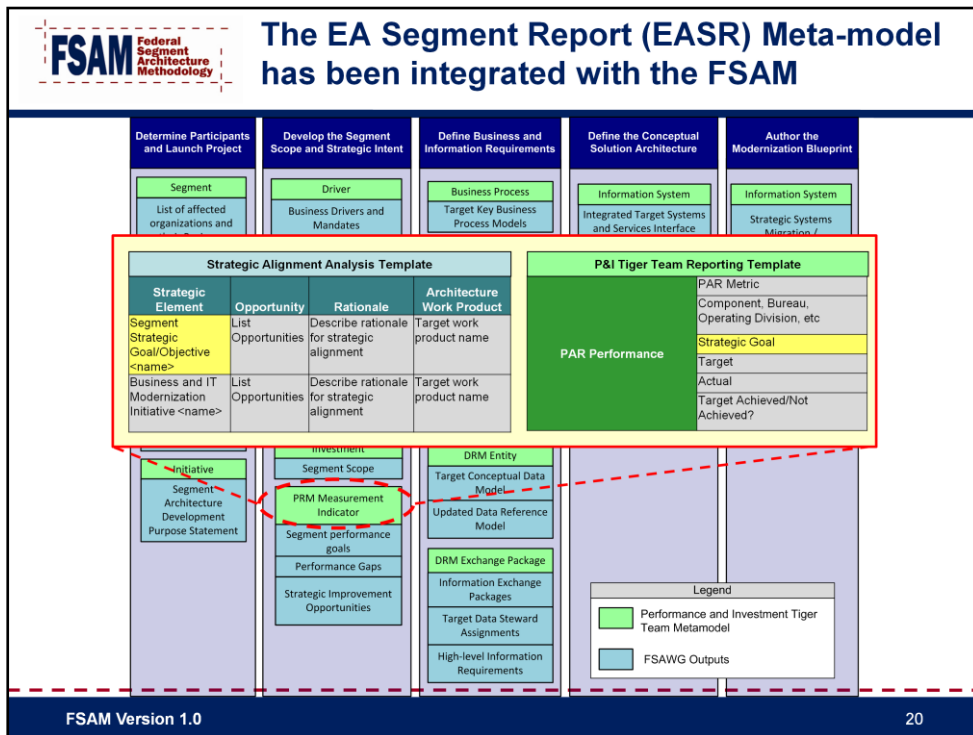 FSAM
Federal
Segment
Architecture
Methodology
The EA Segment Report (EASR) Meta-model
has been integrated with the FSAM
Determine Participants
and Launch Project
Develop the Segment
Scope and Strategic Intent
Define Business and
Information Requirements
Define the Conceptual
Solution Architecture
Author the
Modernization Blueprint
Segment
List of affected
organizations and
Driver
Business Drivers and
Mandates
Business Process
Target Key Business
Process Models
Information System
Integrated Target Systems
and Services Interface
Information System
Strategic Systems
Migration /
Strategic Alignment Analysis Template
Strategic
Element
Opportunity
Rationale
Architecture
Work Product
Segment
Strategic
Goal/Objective
<name>
List
Opportunities
Describe rationale
for strategic
alignment
Target work
product name
Business and IT
Modernization
Initiative <name>
List
Opportunities
Describe rationale
for strategic
alignment
Target work
product name
P&I Tiger Team Reporting Template
PAR Performance
PAR Metric
Component, Bureau,
Operating Division, etc
Strategic Goal
Target
Actual
Target Achieved/Not
Achieved?
Initiative
Segment
Architecture
Development
Purpose Statement
Investment
Segment Scope
PRM Measurement
Indicator
Segment performance
goals
Performance Gaps
Strategic Improvement
Opportunities
DRM Entity
Target Conceptual Data
Model
Updated Data Reference
Model
DRM Exchange Package
Information Exchange
Packages
Target Data Steward
Assignments
High-level Information
Requirements
Legend
Performance and Investment Tiger
Team Metamodel
FSAWG Outputs
FSAM Version 1.0
20